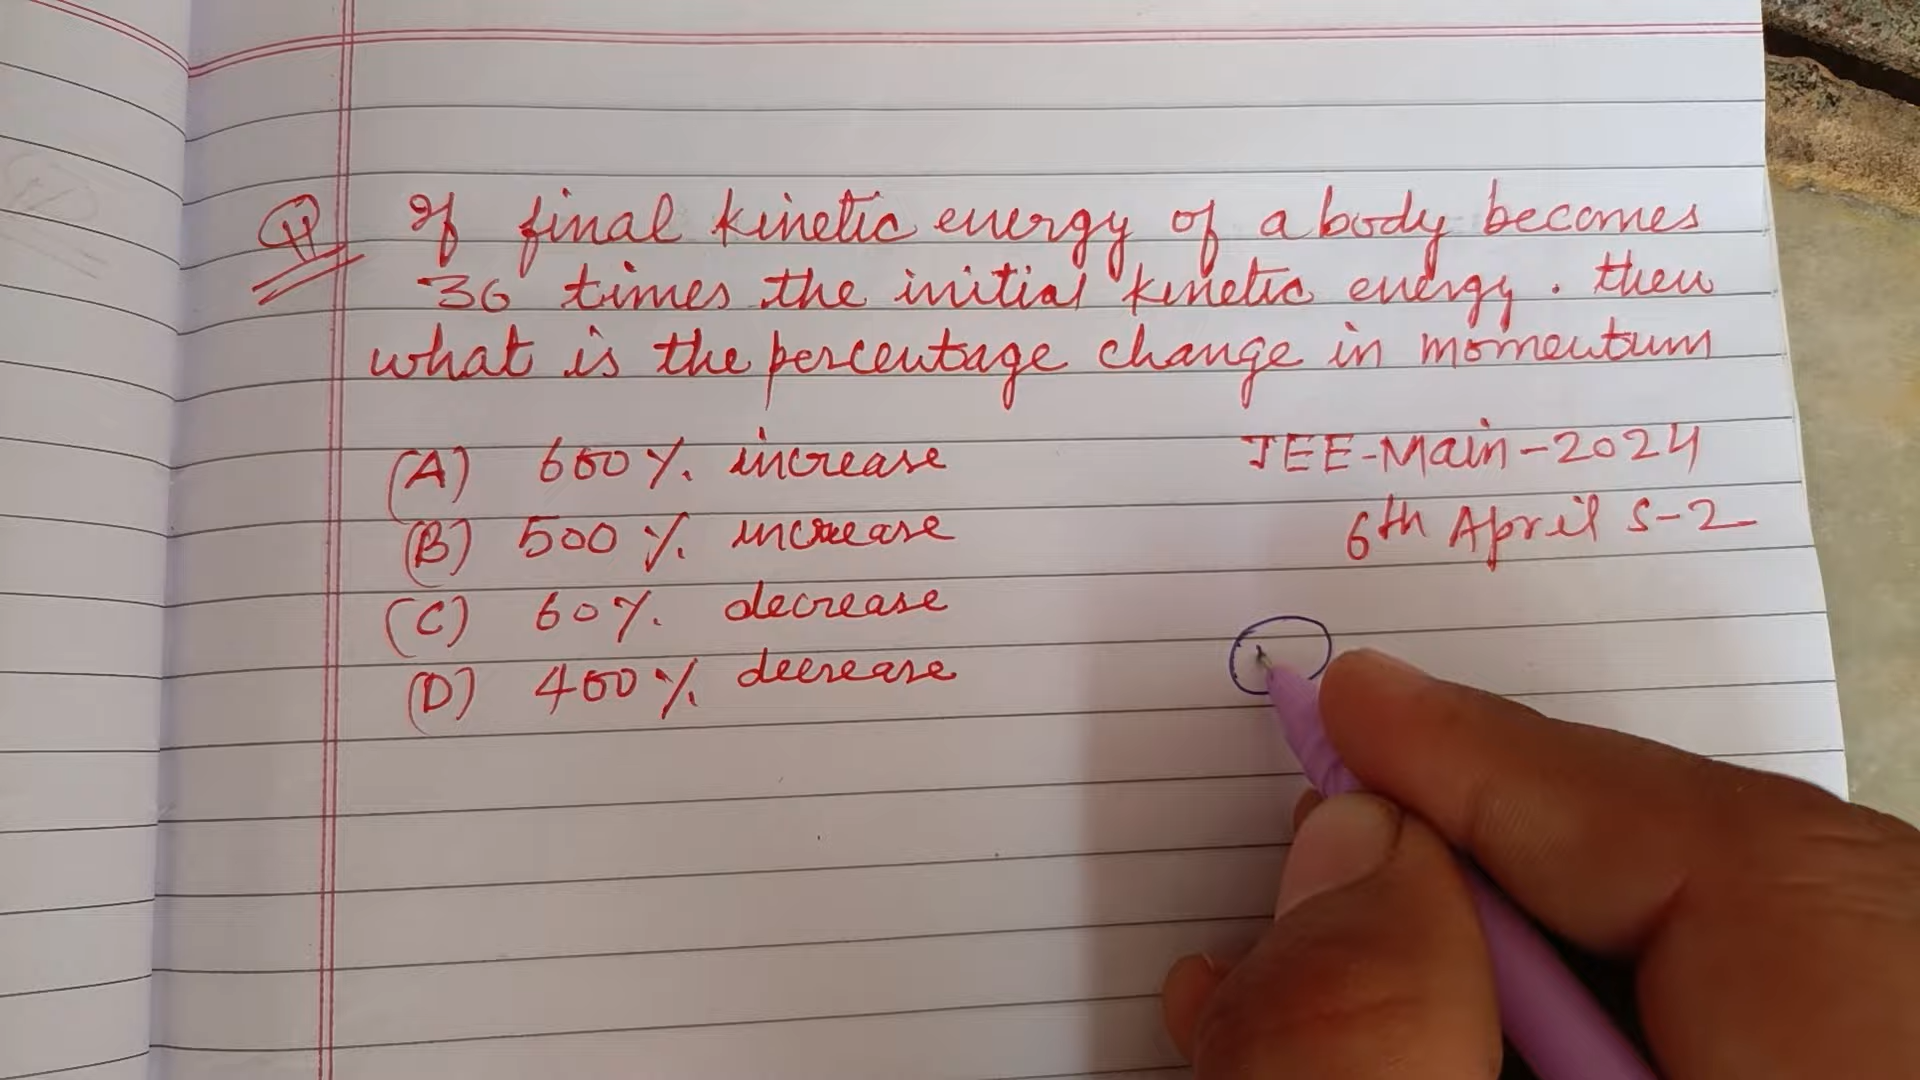 Q If final kinetic energy of a body becomes
36 times the initial kinetic energy. then
what is the percentage change in momentum
(A) 600% increase
JEE-Main-2024
(B) 500% increase
6th April S-2
(C) 60% decrease
(D) 400% decrease